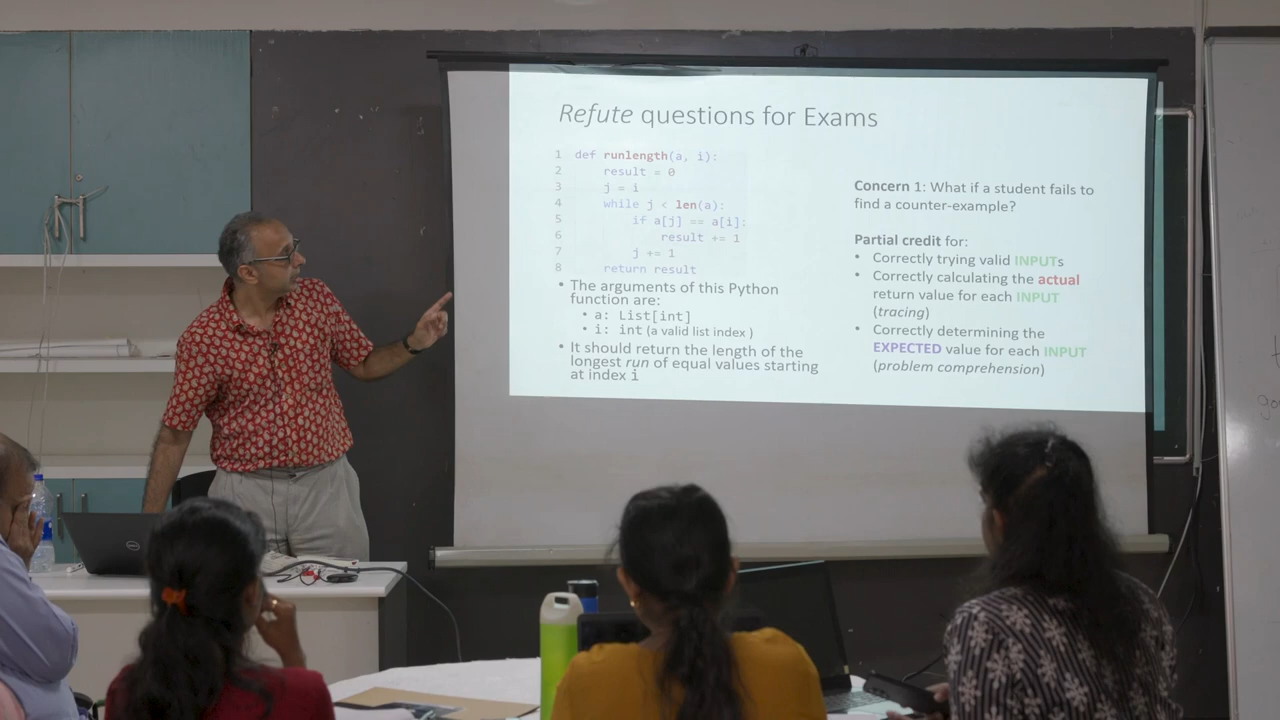 Refute questions for Exams
1 def runlength(a, i):
2 result = 0
3 j = i
4 while j < len(a):
5 if a[j] == a[i]:
6 result += 1
7 j += 1
8 return result
• The arguments of this Python
function are:
• a: List[int]
• i: int (a valid list index )
• It should return the length of the
longest run of equal values starting
at index i
Concern 1: What if a student fails to
find a counter-example?
Partial credit for:
• Correctly trying valid INPUTs
• Correctly calculating the actual
return value for each INPUT
(tracing)
• Correctly determining the
EXPECTED value for each INPUT
(problem comprehension)
DELL